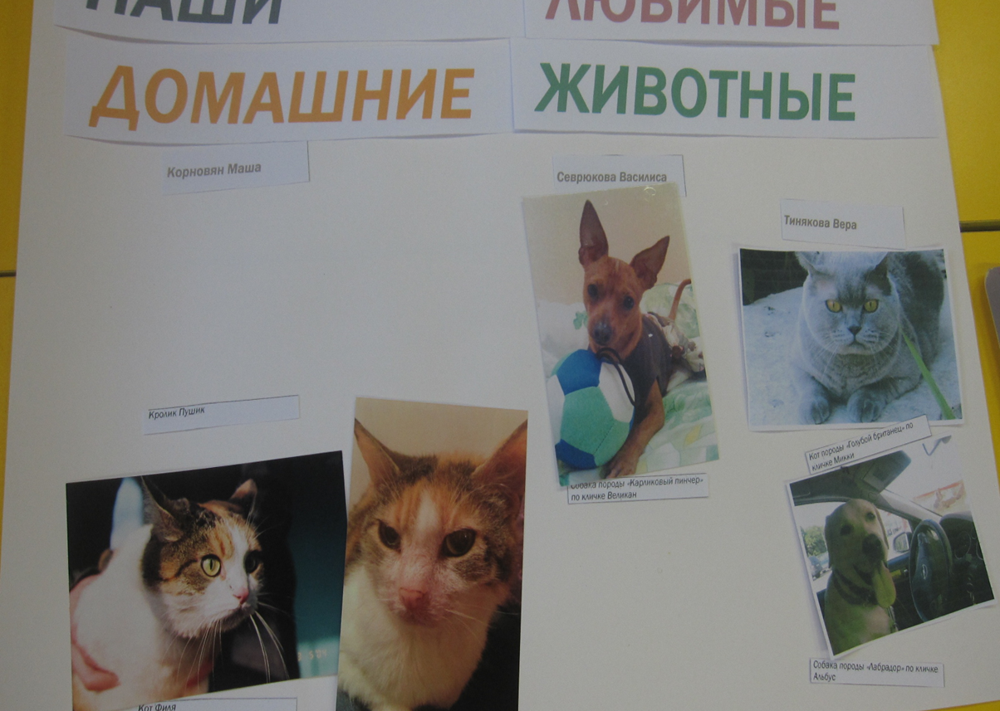 НАШИ ЛЮБИМЫЕ
ДОМАШНИЕ ЖИВОТНЫЕ
Корновян Маша
Севрюкова Василиса
Тинякова Вера
Кролик Пушик
Кот породы «Голубой британец» по
кличке Микки
Собака породы «Карликовый пинчер»
по кличке Великан
Собака породы «Лабрадор» по кличке
Альбус
Кот Филя